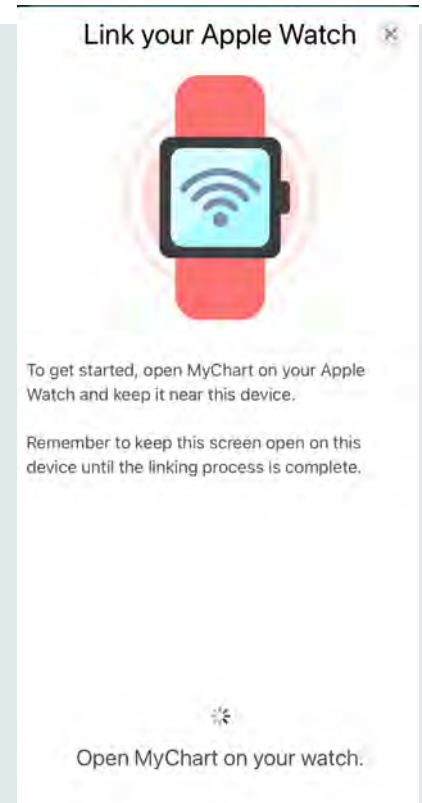 Link your Apple Watch
To get started, open MyChart on your Apple
Watch and keep it near this device.
Remember to keep this screen open on this
device until the linking process is complete.
Open MyChart on your watch.